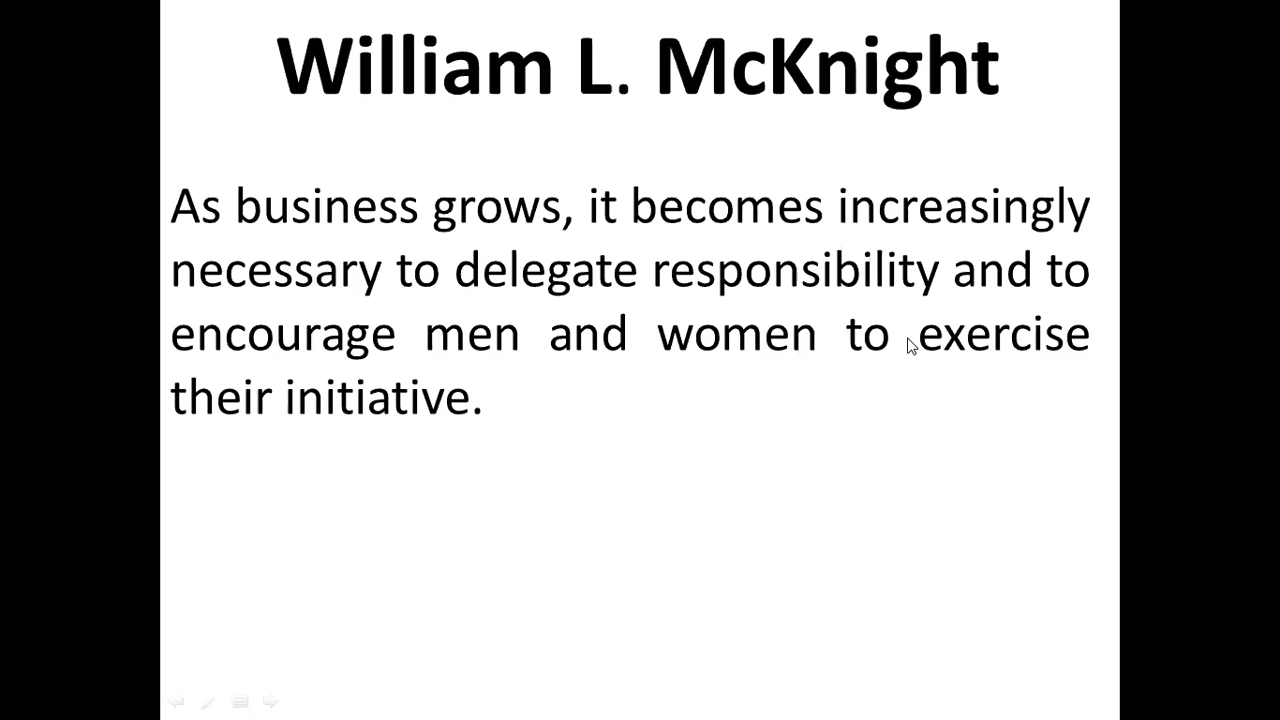 William L. McKnight
As business grows, it becomes increasingly
necessary to delegate responsibility and to
encourage men and women to exercise
their initiative.